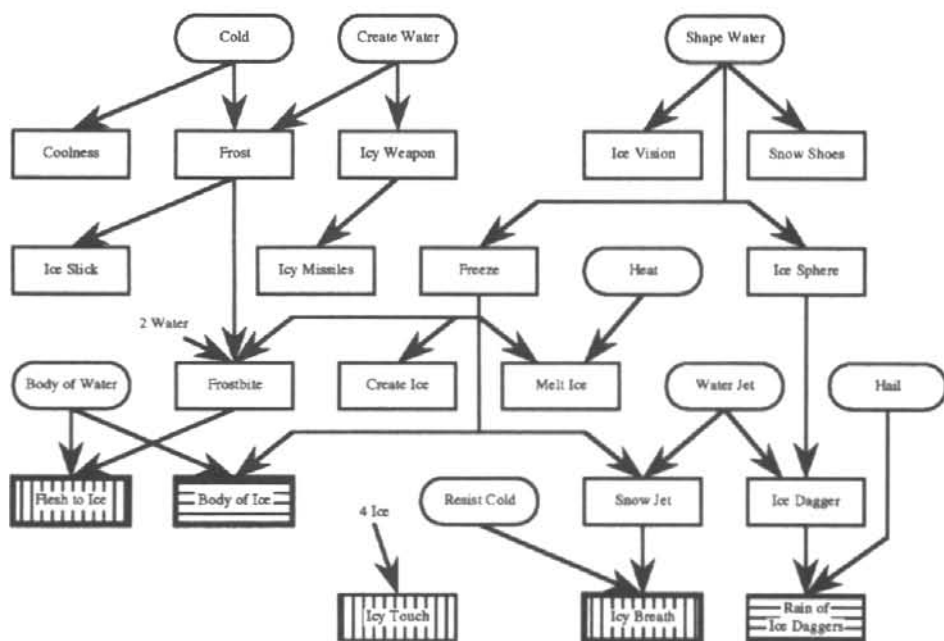 Cold
Create Water
Shape Water
Coolness
Frost
Icy Weapon
Ice Vision
Snow Shoes
Ice Slick
Icy Missiles
Freeze
Heat
Ice Sphere
2 Water
Body of Water
Frostbite
Create Ice
Melt Ice
Water Jet
Hail
Flesh to Ice
Body of Ice
Resist Cold
Snow Jet
Ice Dagger
4 Ice
Icy Touch
Icy Breath
Rain of
Ice Daggers